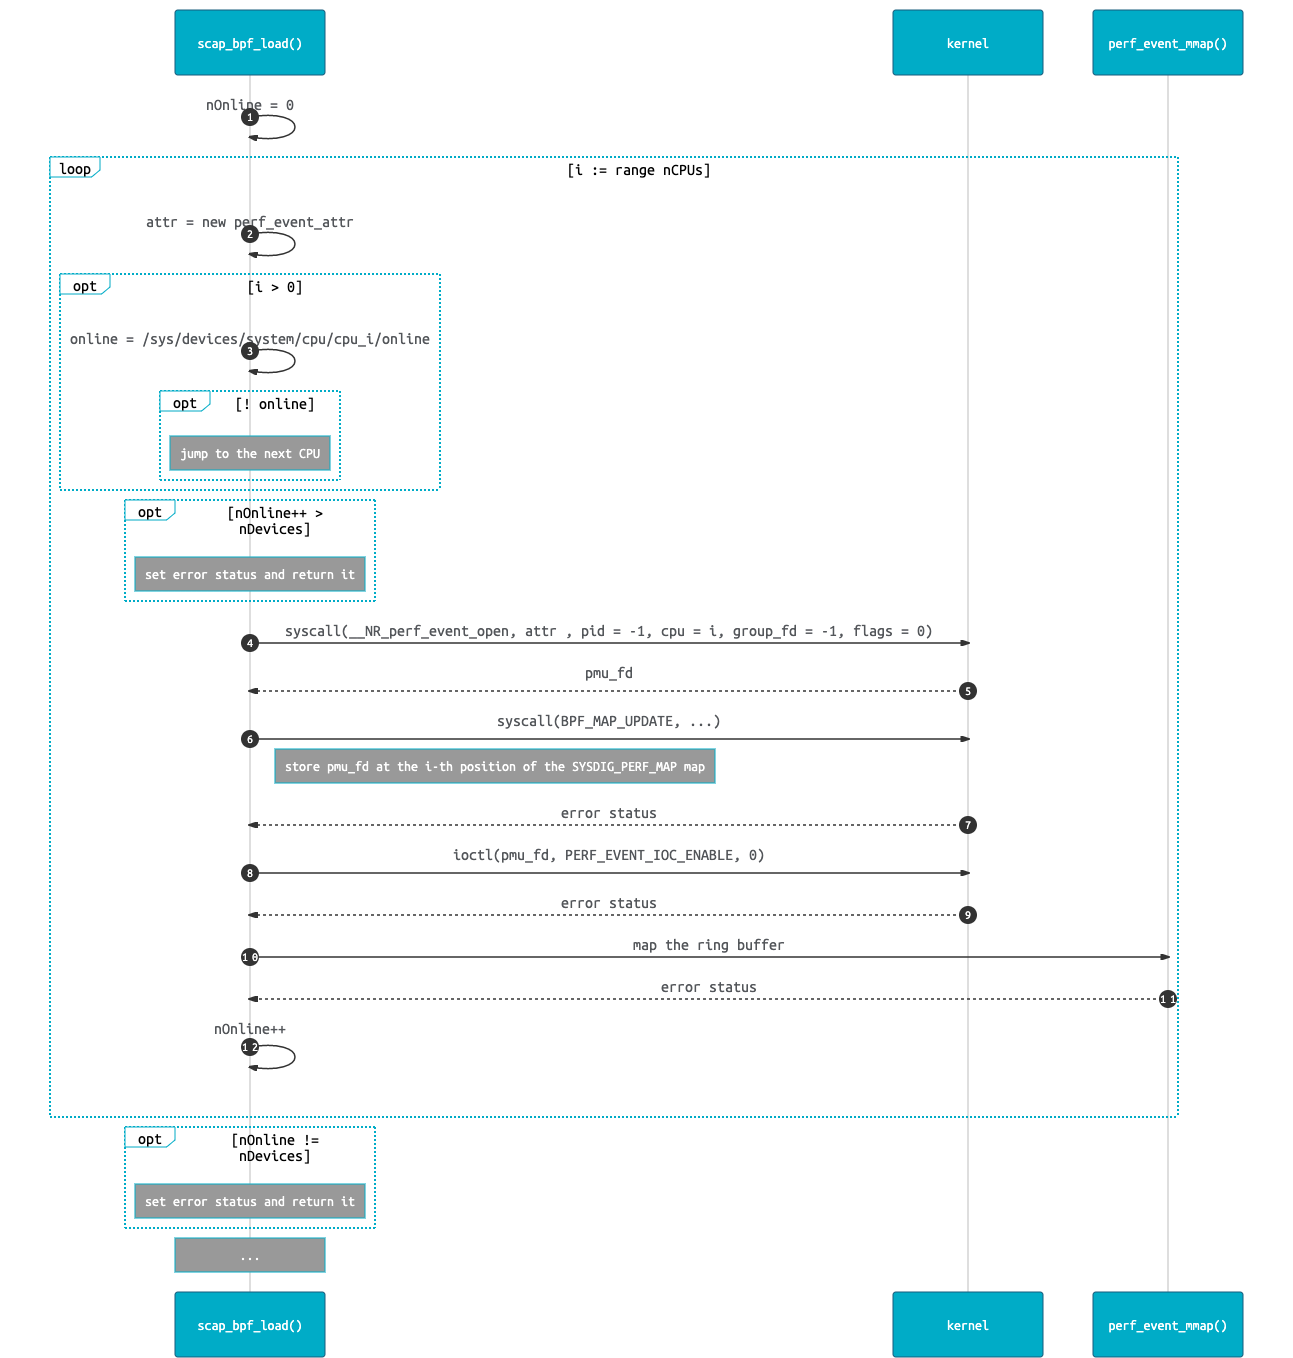 scap_bpf_load()
kernel
perf_event_mmap()
nOnline = 0
1
loop
[i := range nCPUs]
attr = new perf_event_attr
2
opt
[i > 0]
online = /sys/devices/system/cpu/cpu_i/online
3
opt
[! online]
jump to the next CPU
opt
[nOnline++ >
nDevices]
set error status and return it
syscall(__NR_perf_event_open, attr , pid = -1, cpu = i, group_fd = -1, flags = 0)
4
pmu_fd
5
syscall(BPF_MAP_UPDATE, ...)
6
store pmu_fd at the i-th position of the SYSDIG_PERF_MAP map
error status
7
ioctl(pmu_fd, PERF_EVENT_IOC_ENABLE, 0)
8
error status
9
map the ring buffer
10
error status
11
nOnline++
12
opt
[nOnline !=
nDevices]
set error status and return it
...
scap_bpf_load()
kernel
perf_event_mmap()